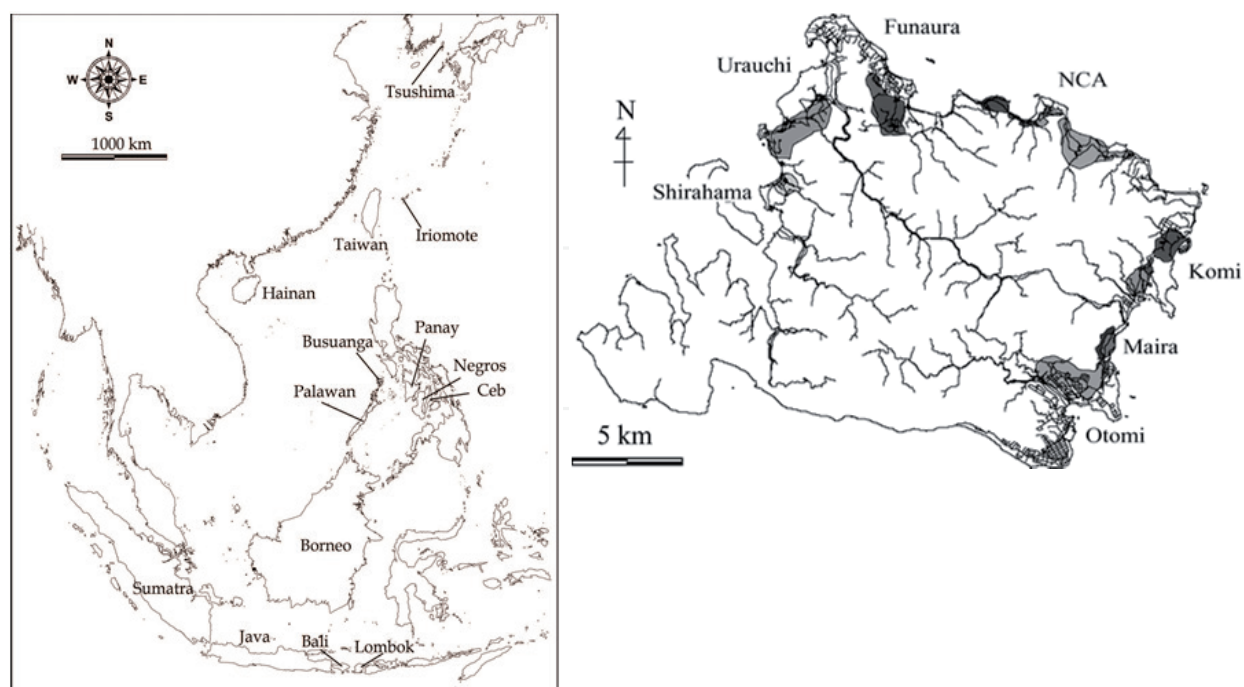 N
W E
S
1000 km
Tsushima
Taiwan
Iriomote
Hainan
Busuanga
Panay
Negros
Palawan
Ceb
Borneo
Sumatra
Java
Bali
Lombok
Funaura
Urauchi
NCA
N
Shirahama
Komi
Maira
Otomi
5 km